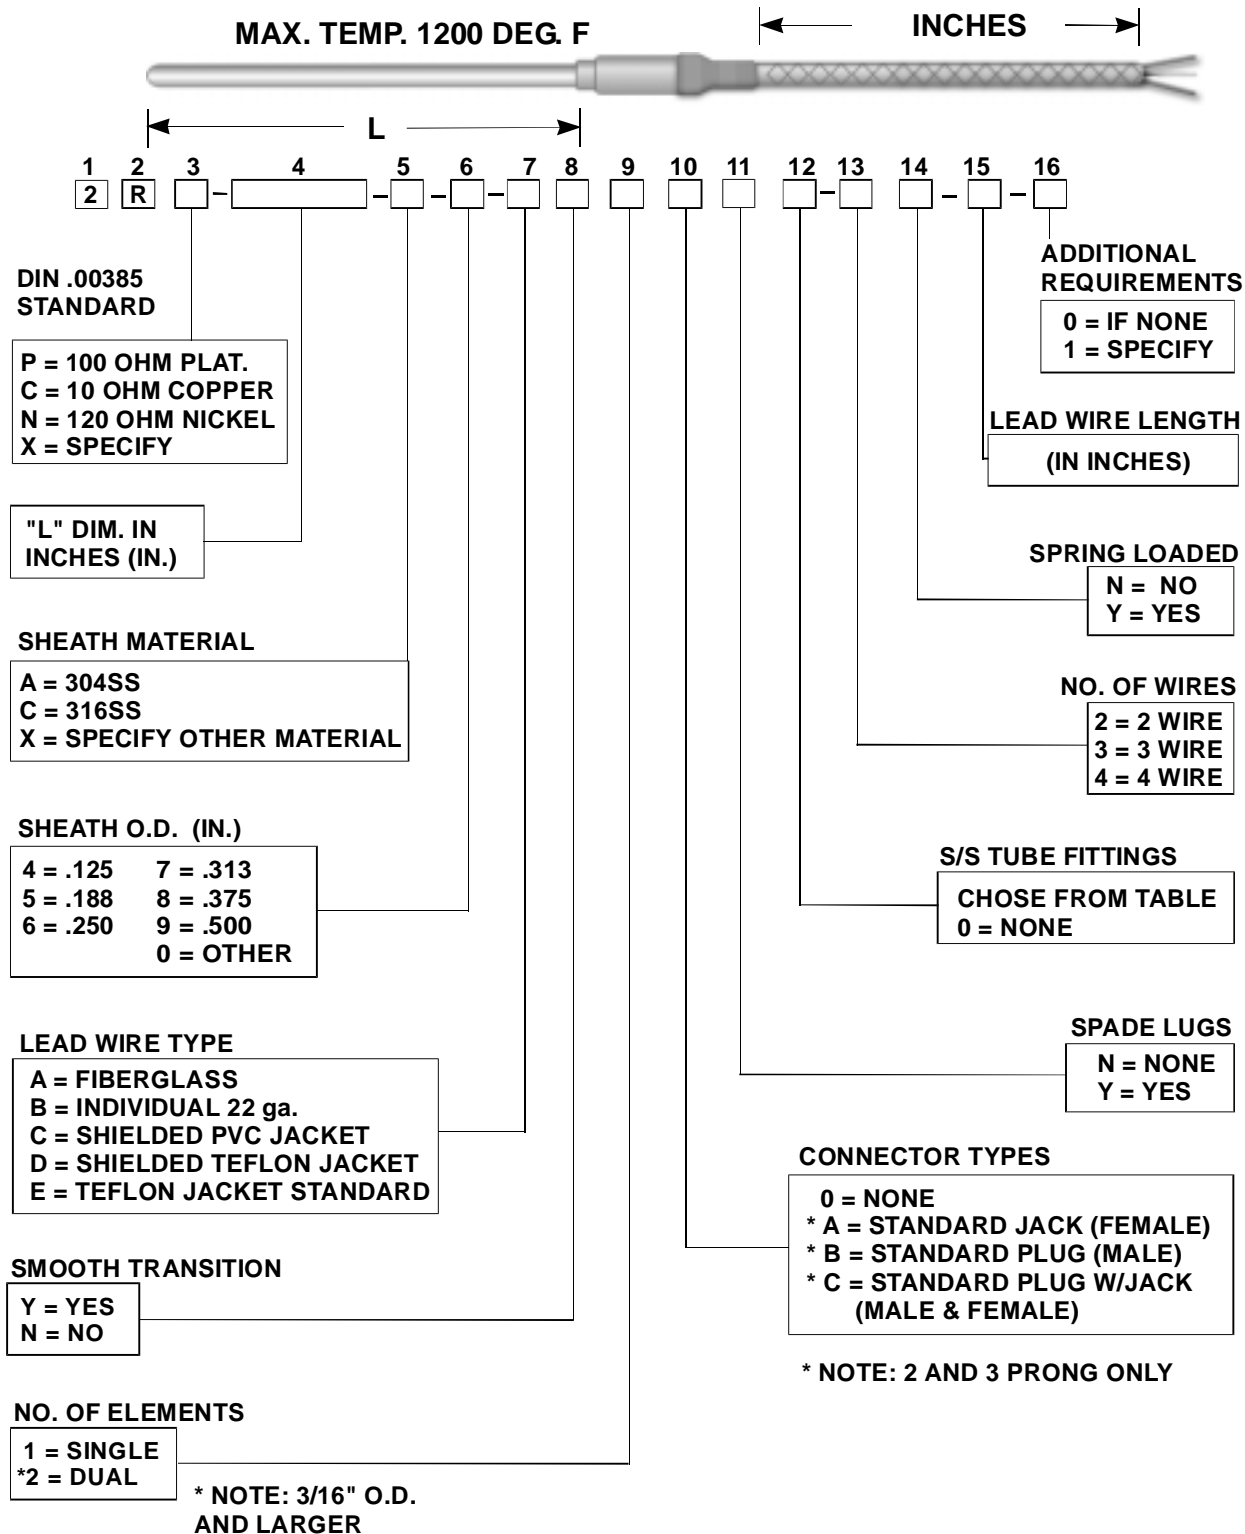 MAX. TEMP. 1200 DEG. F
INCHES
L
1 2 3 4 5 6 7 8 9 10 11 12 13 14 15 16
2 R
DIN .00385
STANDARD
P = 100 OHM PLAT.
C = 10 OHM COPPER
N = 120 OHM NICKEL
X = SPECIFY
"L" DIM. IN
INCHES (IN.)
SHEATH MATERIAL
A = 304SS
C = 316SS
X = SPECIFY OTHER MATERIAL
SHEATH O.D. (IN.)
4 = .125 7 = .313
5 = .188 8 = .375
6 = .250 9 = .500
0 = OTHER
LEAD WIRE TYPE
A = FIBERGLASS
B = INDIVIDUAL 22 ga.
C = SHIELDED PVC JACKET
D = SHIELDED TEFLON JACKET
E = TEFLON JACKET STANDARD
SMOOTH TRANSITION
Y = YES
N = NO
NO. OF ELEMENTS
1 = SINGLE
*2 = DUAL
* NOTE: 3/16" O.D.
AND LARGER
ADDITIONAL
REQUIREMENTS
0 = IF NONE
1 = SPECIFY
LEAD WIRE LENGTH
(IN INCHES)
SPRING LOADED
N = NO
Y = YES
NO. OF WIRES
2 = 2 WIRE
3 = 3 WIRE
4 = 4 WIRE
S/S TUBE FITTINGS
CHOSE FROM TABLE
0 = NONE
SPADE LUGS
N = NONE
Y = YES
CONNECTOR TYPES
0 = NONE
* A = STANDARD JACK (FEMALE)
* B = STANDARD PLUG (MALE)
* C = STANDARD PLUG W/JACK
(MALE & FEMALE)
* NOTE: 2 AND 3 PRONG ONLY